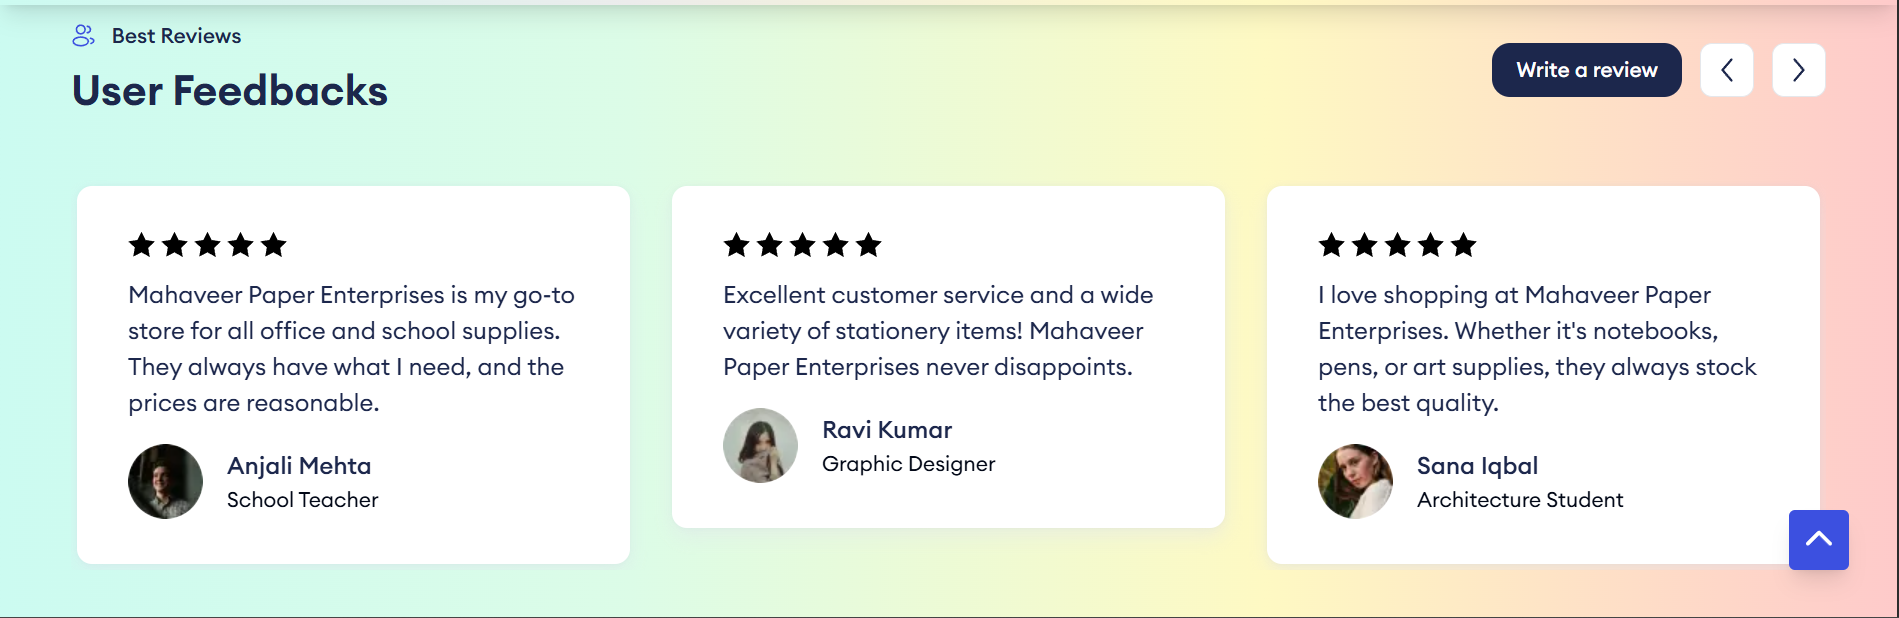 Best Reviews
User Feedbacks
Write a review
Mahaveer Paper Enterprises is my go-to
store for all office and school supplies.
They always have what I need, and the
prices are reasonable.
Anjali Mehta
School Teacher
Excellent customer service and a wide
variety of stationery items! Mahaveer
Paper Enterprises never disappoints.
Ravi Kumar
Graphic Designer
I love shopping at Mahaveer Paper
Enterprises. Whether it's notebooks,
pens, or art supplies, they always stock
the best quality.
Sana Iqbal
Architecture Student